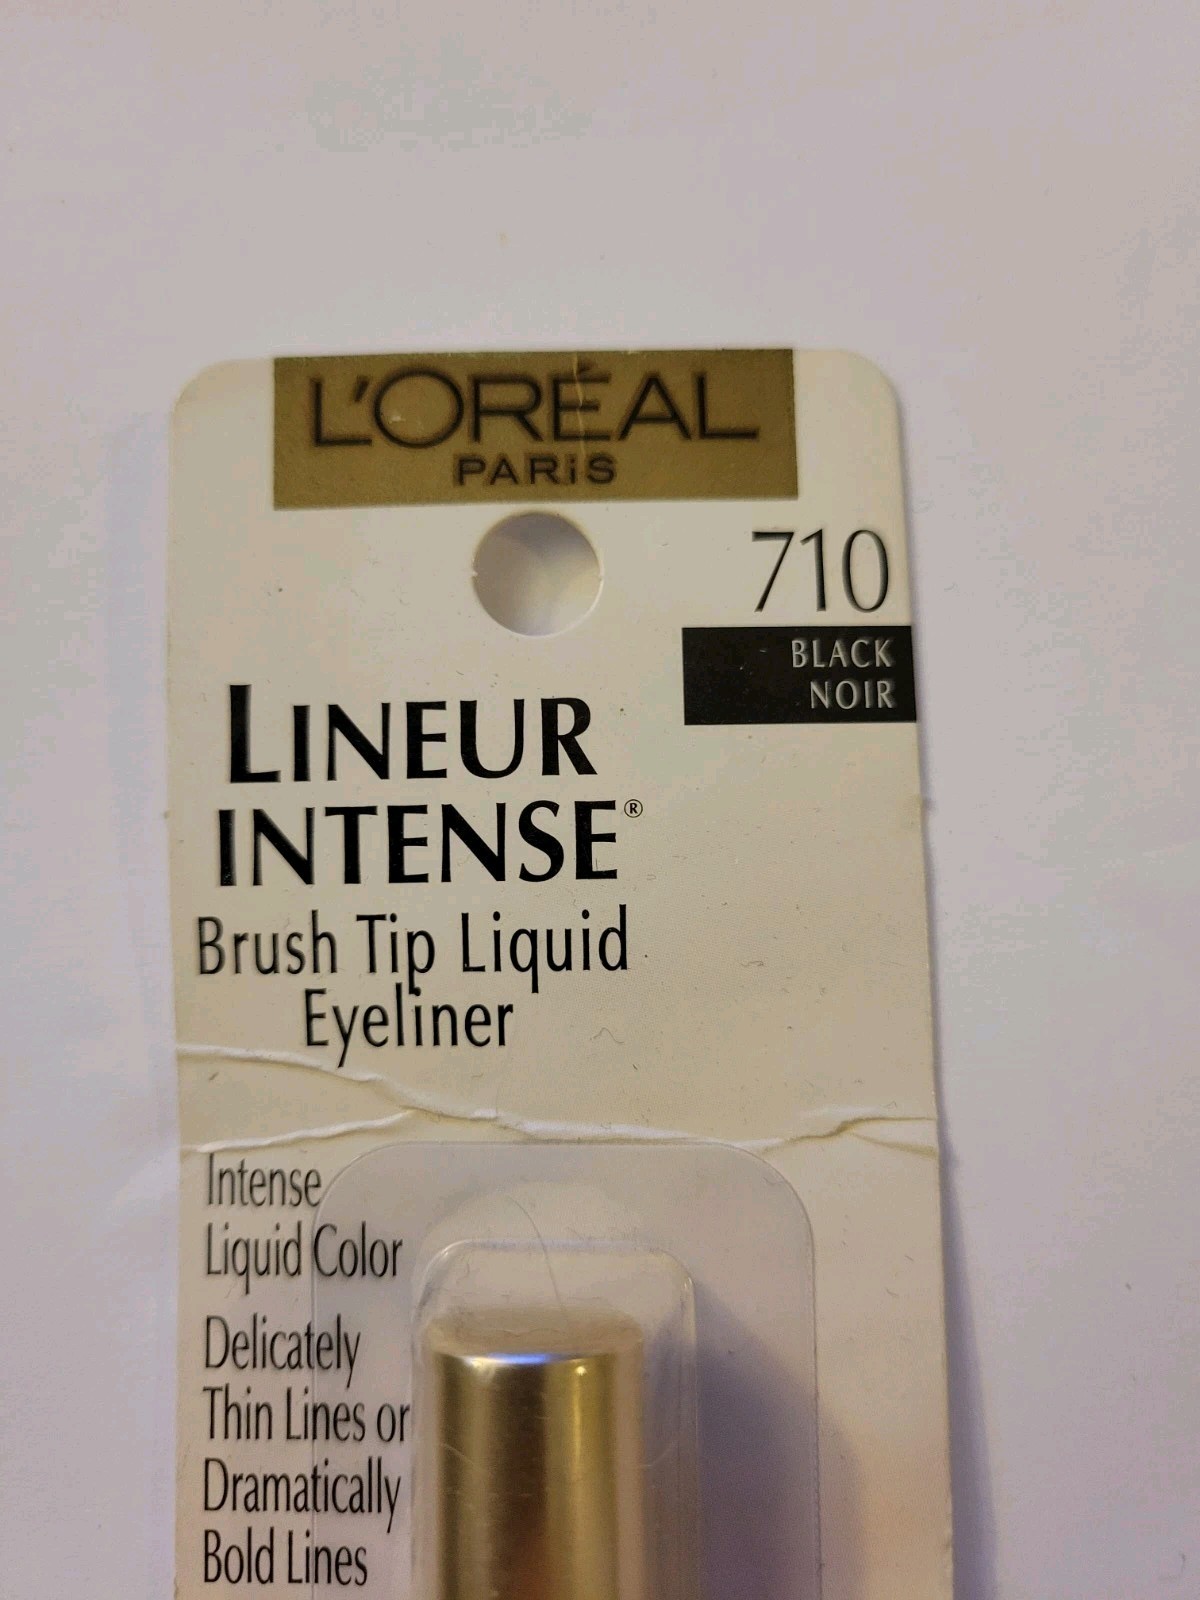 L'ORÉAL
PARiS
710
BLACK
NOIR
LINEUR
INTENSE®
Brush Tip Liquid
Eyeliner
Intense
Liquid Color
Delicately
Thin Lines or
Dramatically
Bold Lines